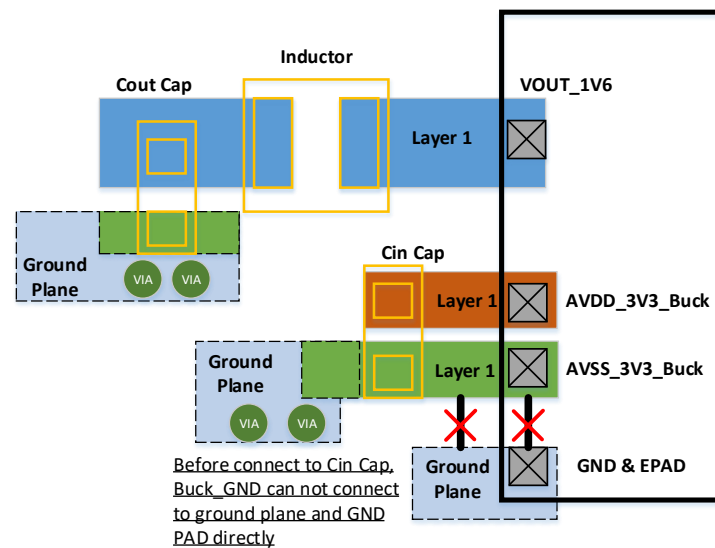 Inductor
Cout Cap
VOUT_1V6
Layer 1
Ground
Plane
VIA
VIA
Cin Cap
Layer 1
AVDD_3V3_Buck
Ground
Plane
Layer 1
AVSS_3V3_Buck
VIA
VIA
Before connect to Cin Cap,
Buck_GND can not connect
to ground plane and GND
PAD directly
Ground
Plane
GND & EPAD